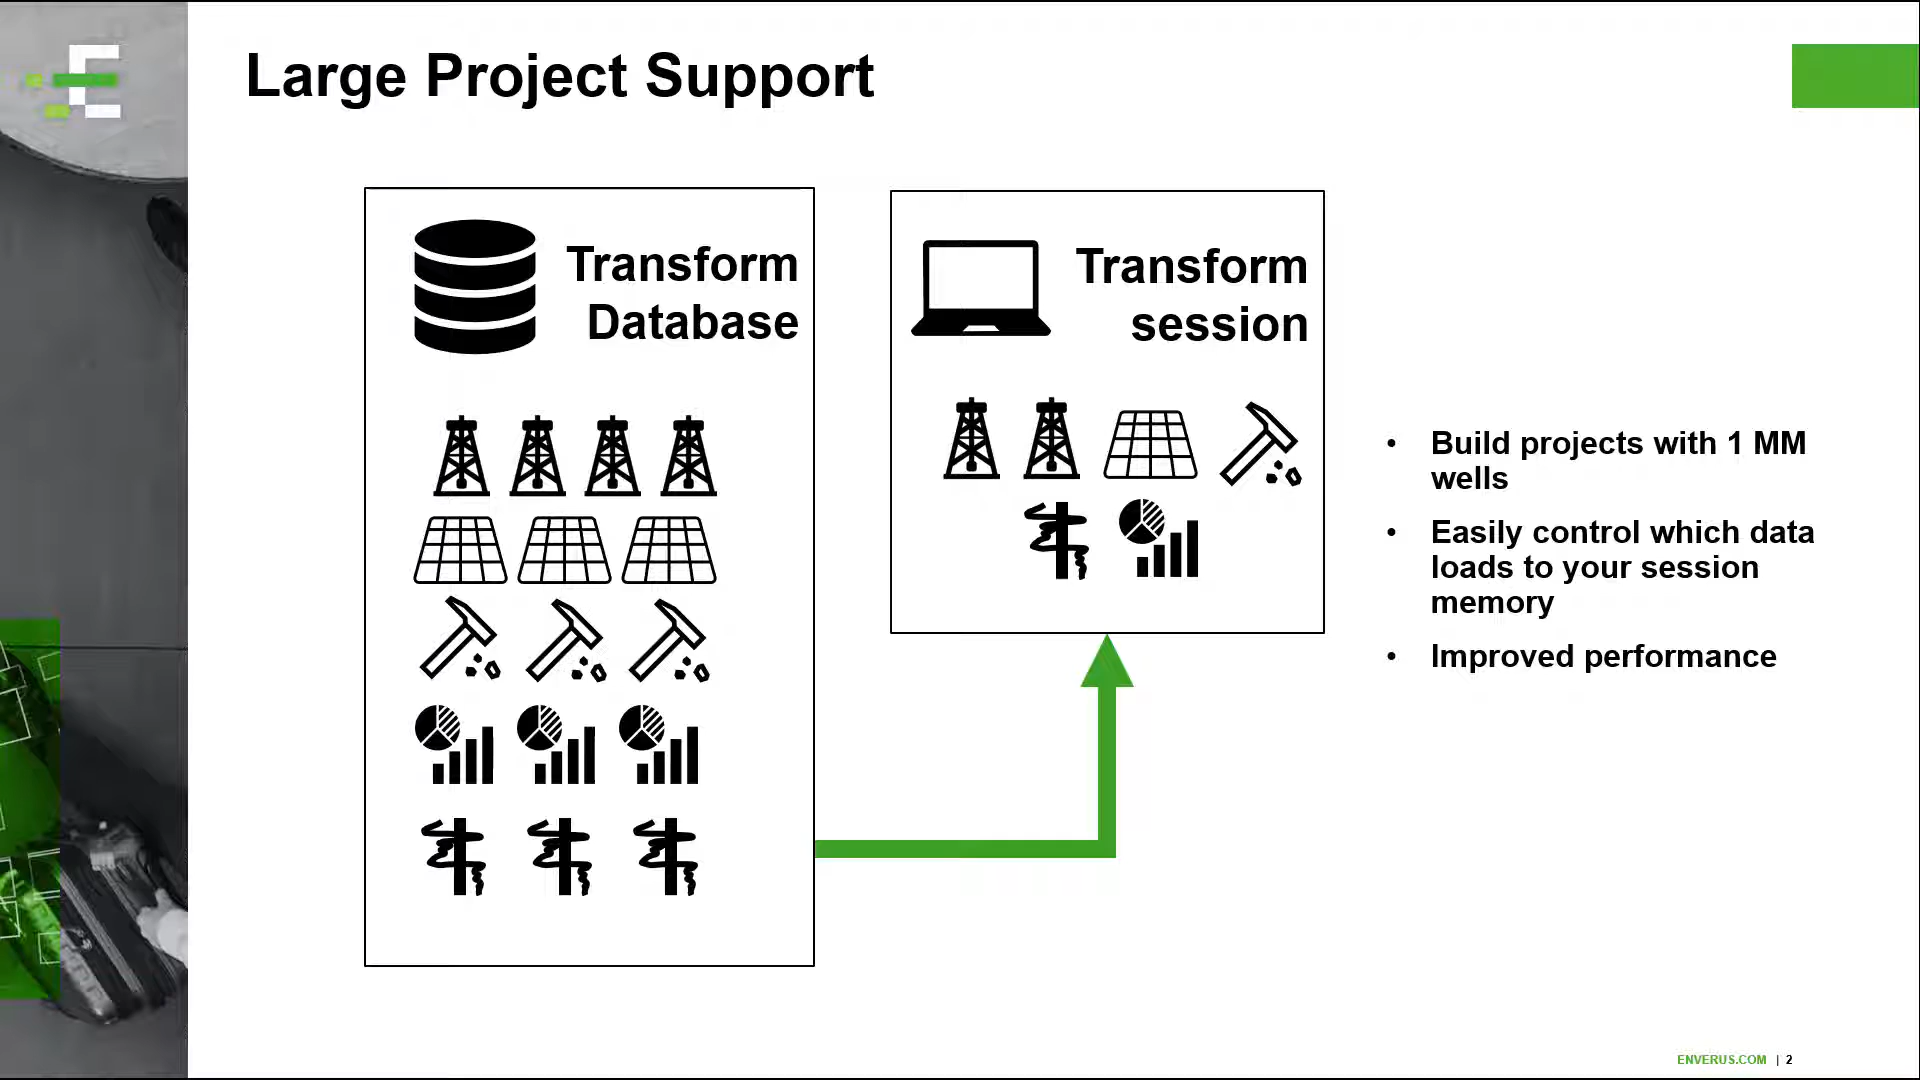 Large Project Support
Transform
Database
Transform
session
• Build projects with 1 MM
wells
• Easily control which data
loads to your session
memory
• Improved performance
ENVERUS.COM | 2